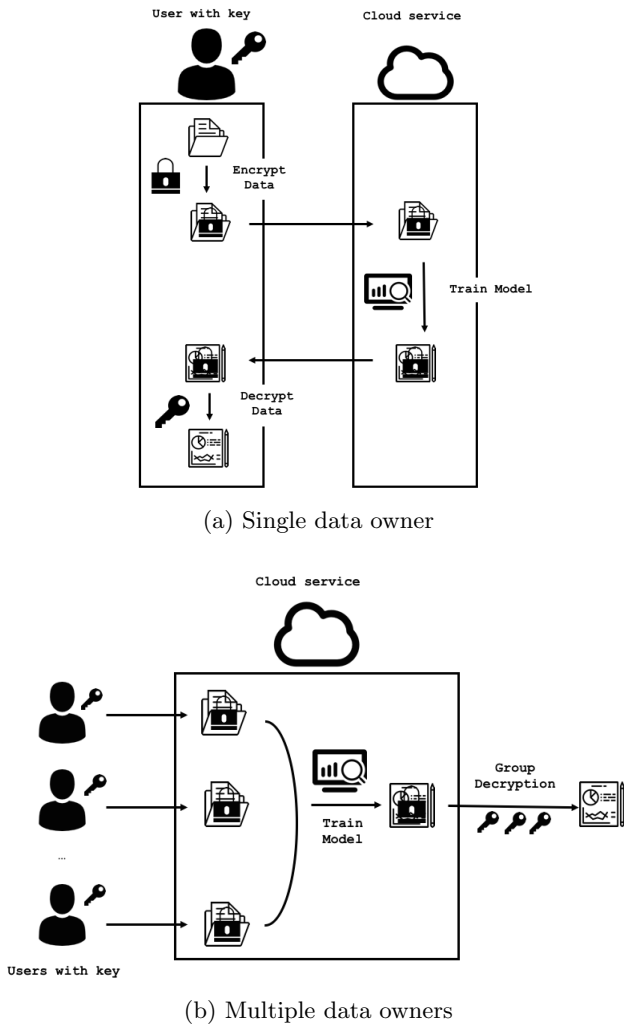 User with key
Cloud service
Encrypt
Data
Train Model
Decrypt
Data
(a) Single data owner
Cloud service
Group
Decryption
Train
Model
...
Users with key
(b) Multiple data owners